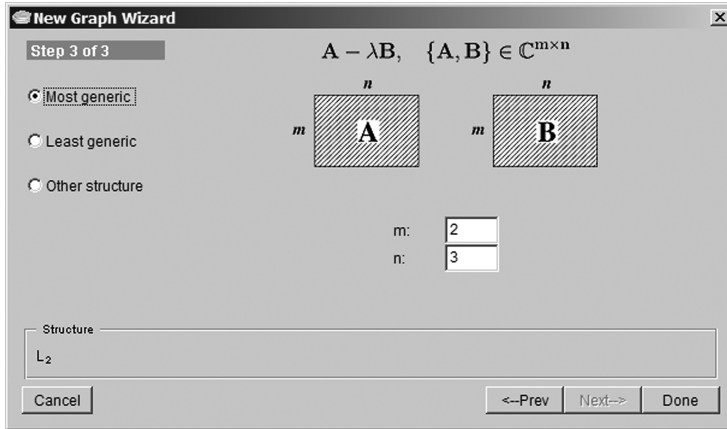 New Graph Wizard
Step 3 of 3
A − λB, {A, B} ∈ ℂ^{m×n}
Most generic
Least generic
Other structure
n
n
m
A
m
B
m: 2
n: 3
Structure
L₂
Cancel
<--Prev
Next-->
Done